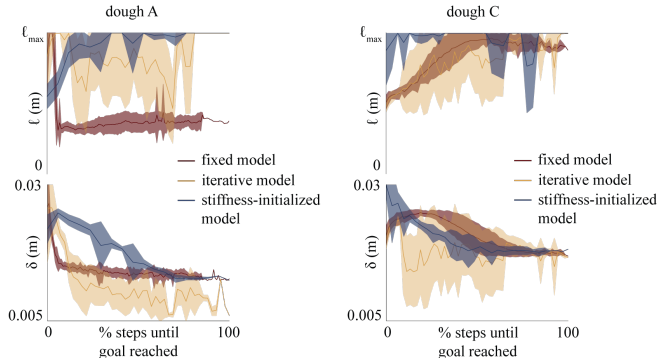 dough A
dough C
ℓmax
ℓ (m)
0
fixed model
iterative model
stiffness-initialized
model
0.03
δ (m)
0.005
0
% steps until
goal reached
100
ℓmax
ℓ (m)
0
fixed model
iterative model
stiffness-initialized
model
0.03
δ (m)
0.005
0
% steps until
goal reached
100